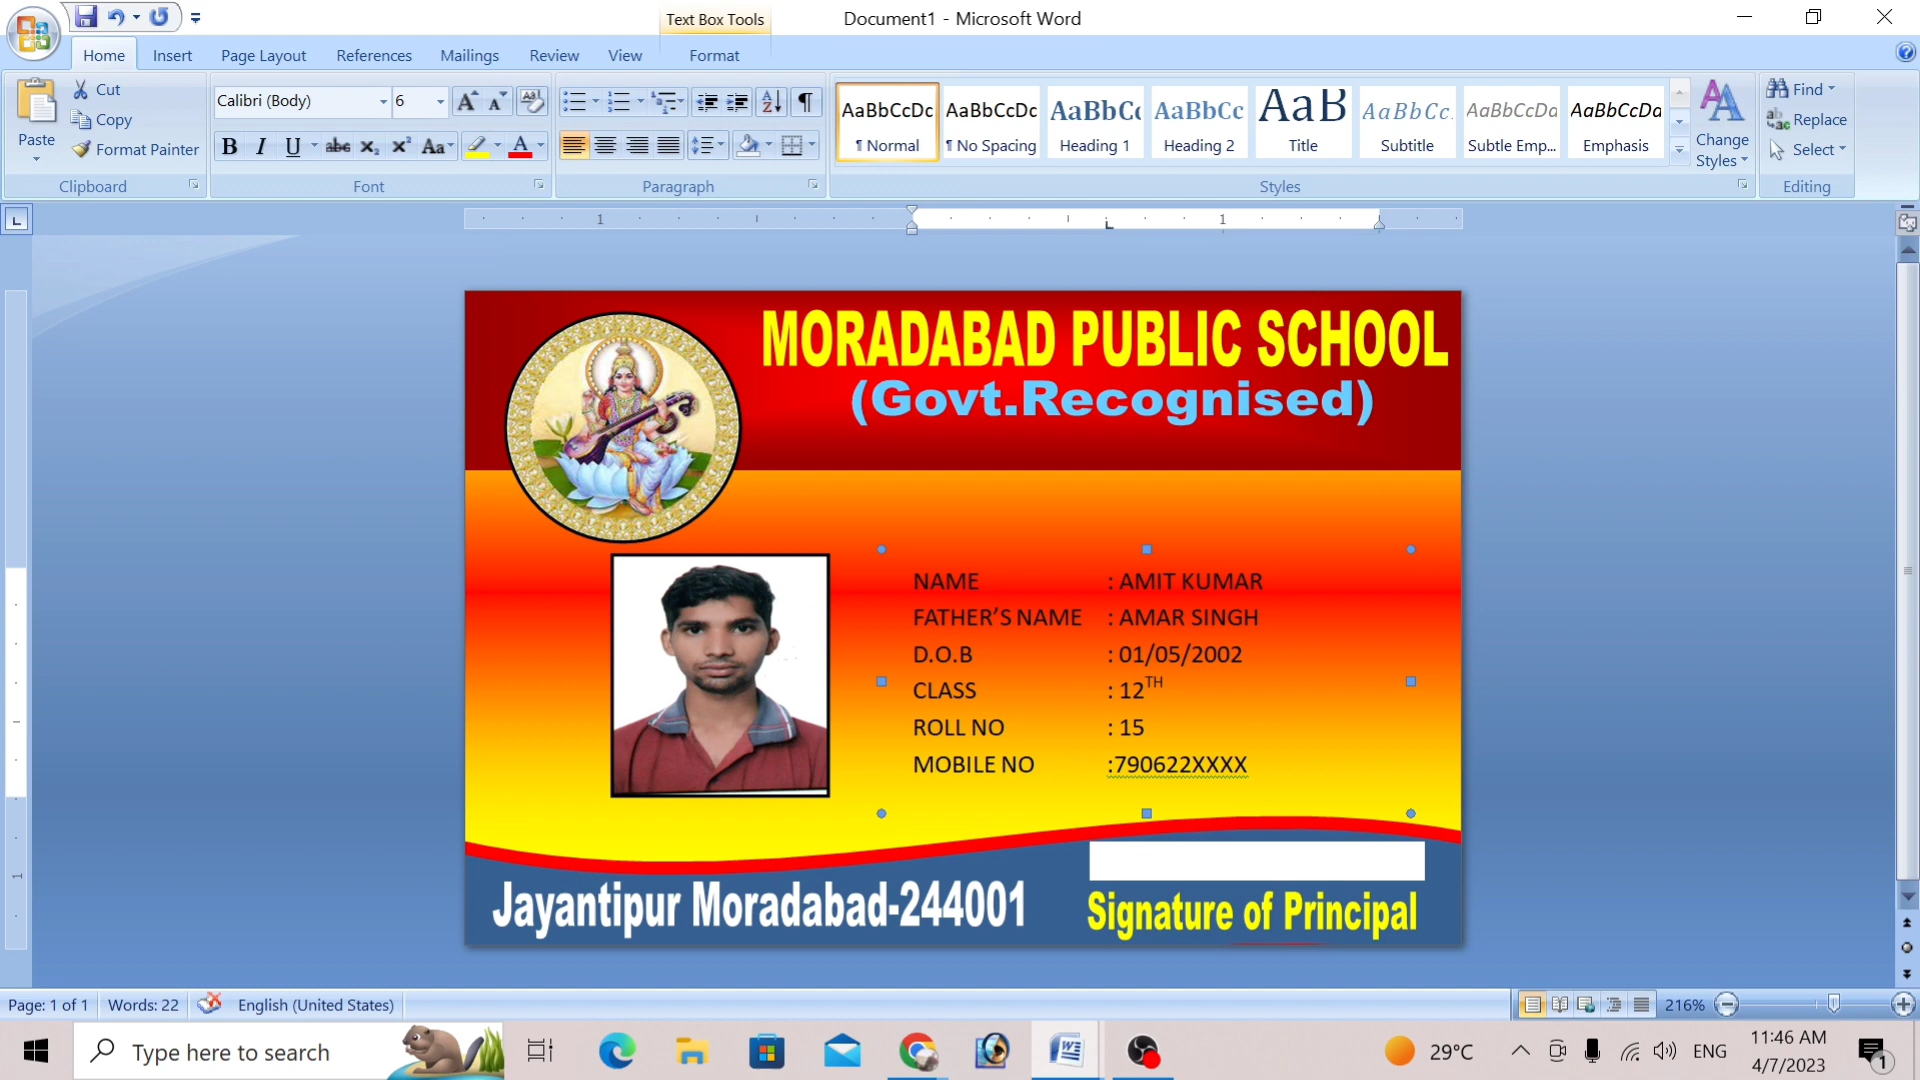 Text Box Tools
Document1 - Microsoft Word
Home Insert Page Layout References Mailings Review View Format
Paste
Cut
Copy
Format Painter
Clipboard
Calibri (Body) 6
Font
Paragraph
AaBbCcDc AaBbCcDc AaBbCc AaBbCc AaB AaBbCc. AaBbCcDa AaBbCcDa
¶ Normal ¶ No Spacing Heading 1 Heading 2 Title Subtitle Subtle Emp... Emphasis
Change Styles
Styles
Find
Replace
Select
Editing
1 1
MORADABAD PUBLIC SCHOOL
(Govt.Recognised)
NAME : AMIT KUMAR
FATHER'S NAME : AMAR SINGH
D.O.B : 01/05/2002
CLASS : 12TH
ROLL NO : 15
MOBILE NO :790622XXXX
Jayantipur Moradabad-244001
Signature of Principal
Page: 1 of 1 Words: 22 English (United States) 216%
Type here to search
29°C
ENG
11:46 AM
4/7/2023
1